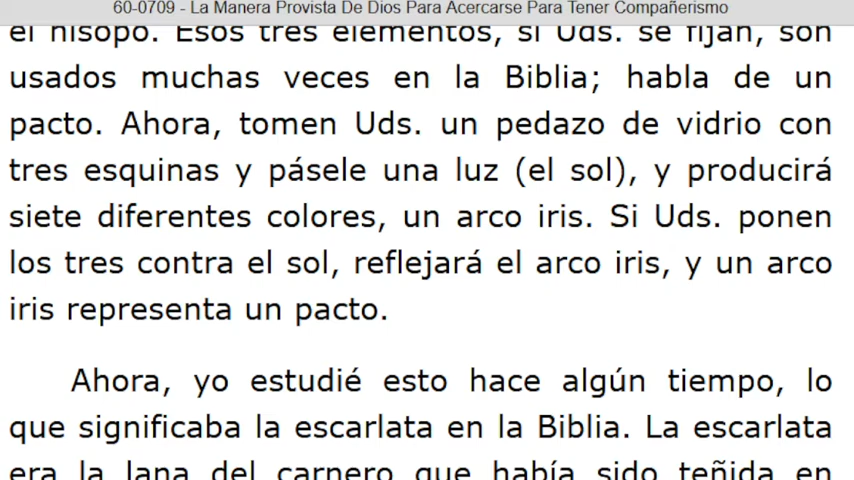 60-0709 - La Manera Provista De Dios Para Acercarse Para Tener Compañerismo
el hisopo. Esos tres elementos, si Uds. se fijan, son
usados muchas veces en la Biblia; habla de un
pacto. Ahora, tomen Uds. un pedazo de vidrio con
tres esquinas y pásele una luz (el sol), y producirá
siete diferentes colores, un arco iris. Si Uds. ponen
los tres contra el sol, reflejará el arco iris, y un arco
iris representa un pacto.
Ahora, yo estudié esto hace algún tiempo, lo
que significaba la escarlata en la Biblia. La escarlata
era la lana del carnero que había sido teñida en